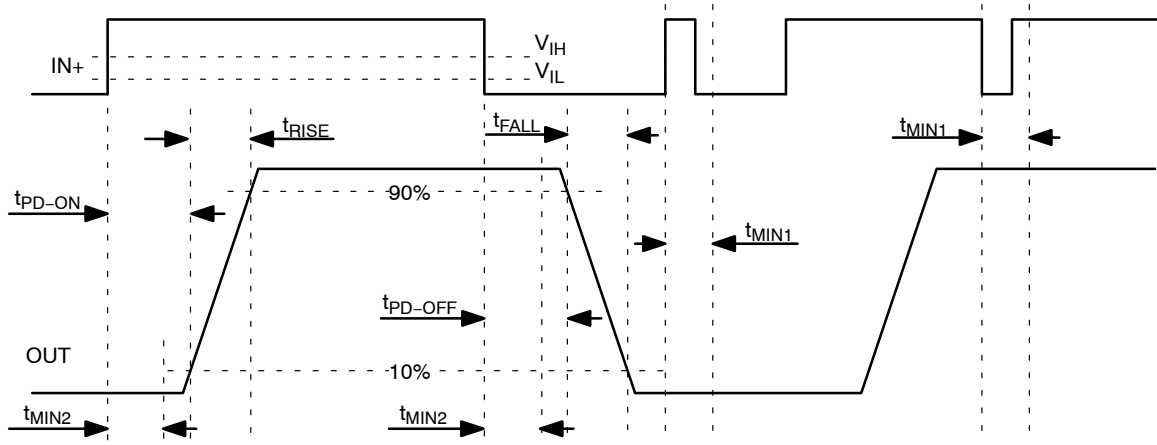 V_IH
IN+
V_IL
t_RISE
t_FALL
t_MIN1
90%
t_PD–ON
t_MIN1
t_PD–OFF
OUT
10%
t_MIN2
t_MIN2